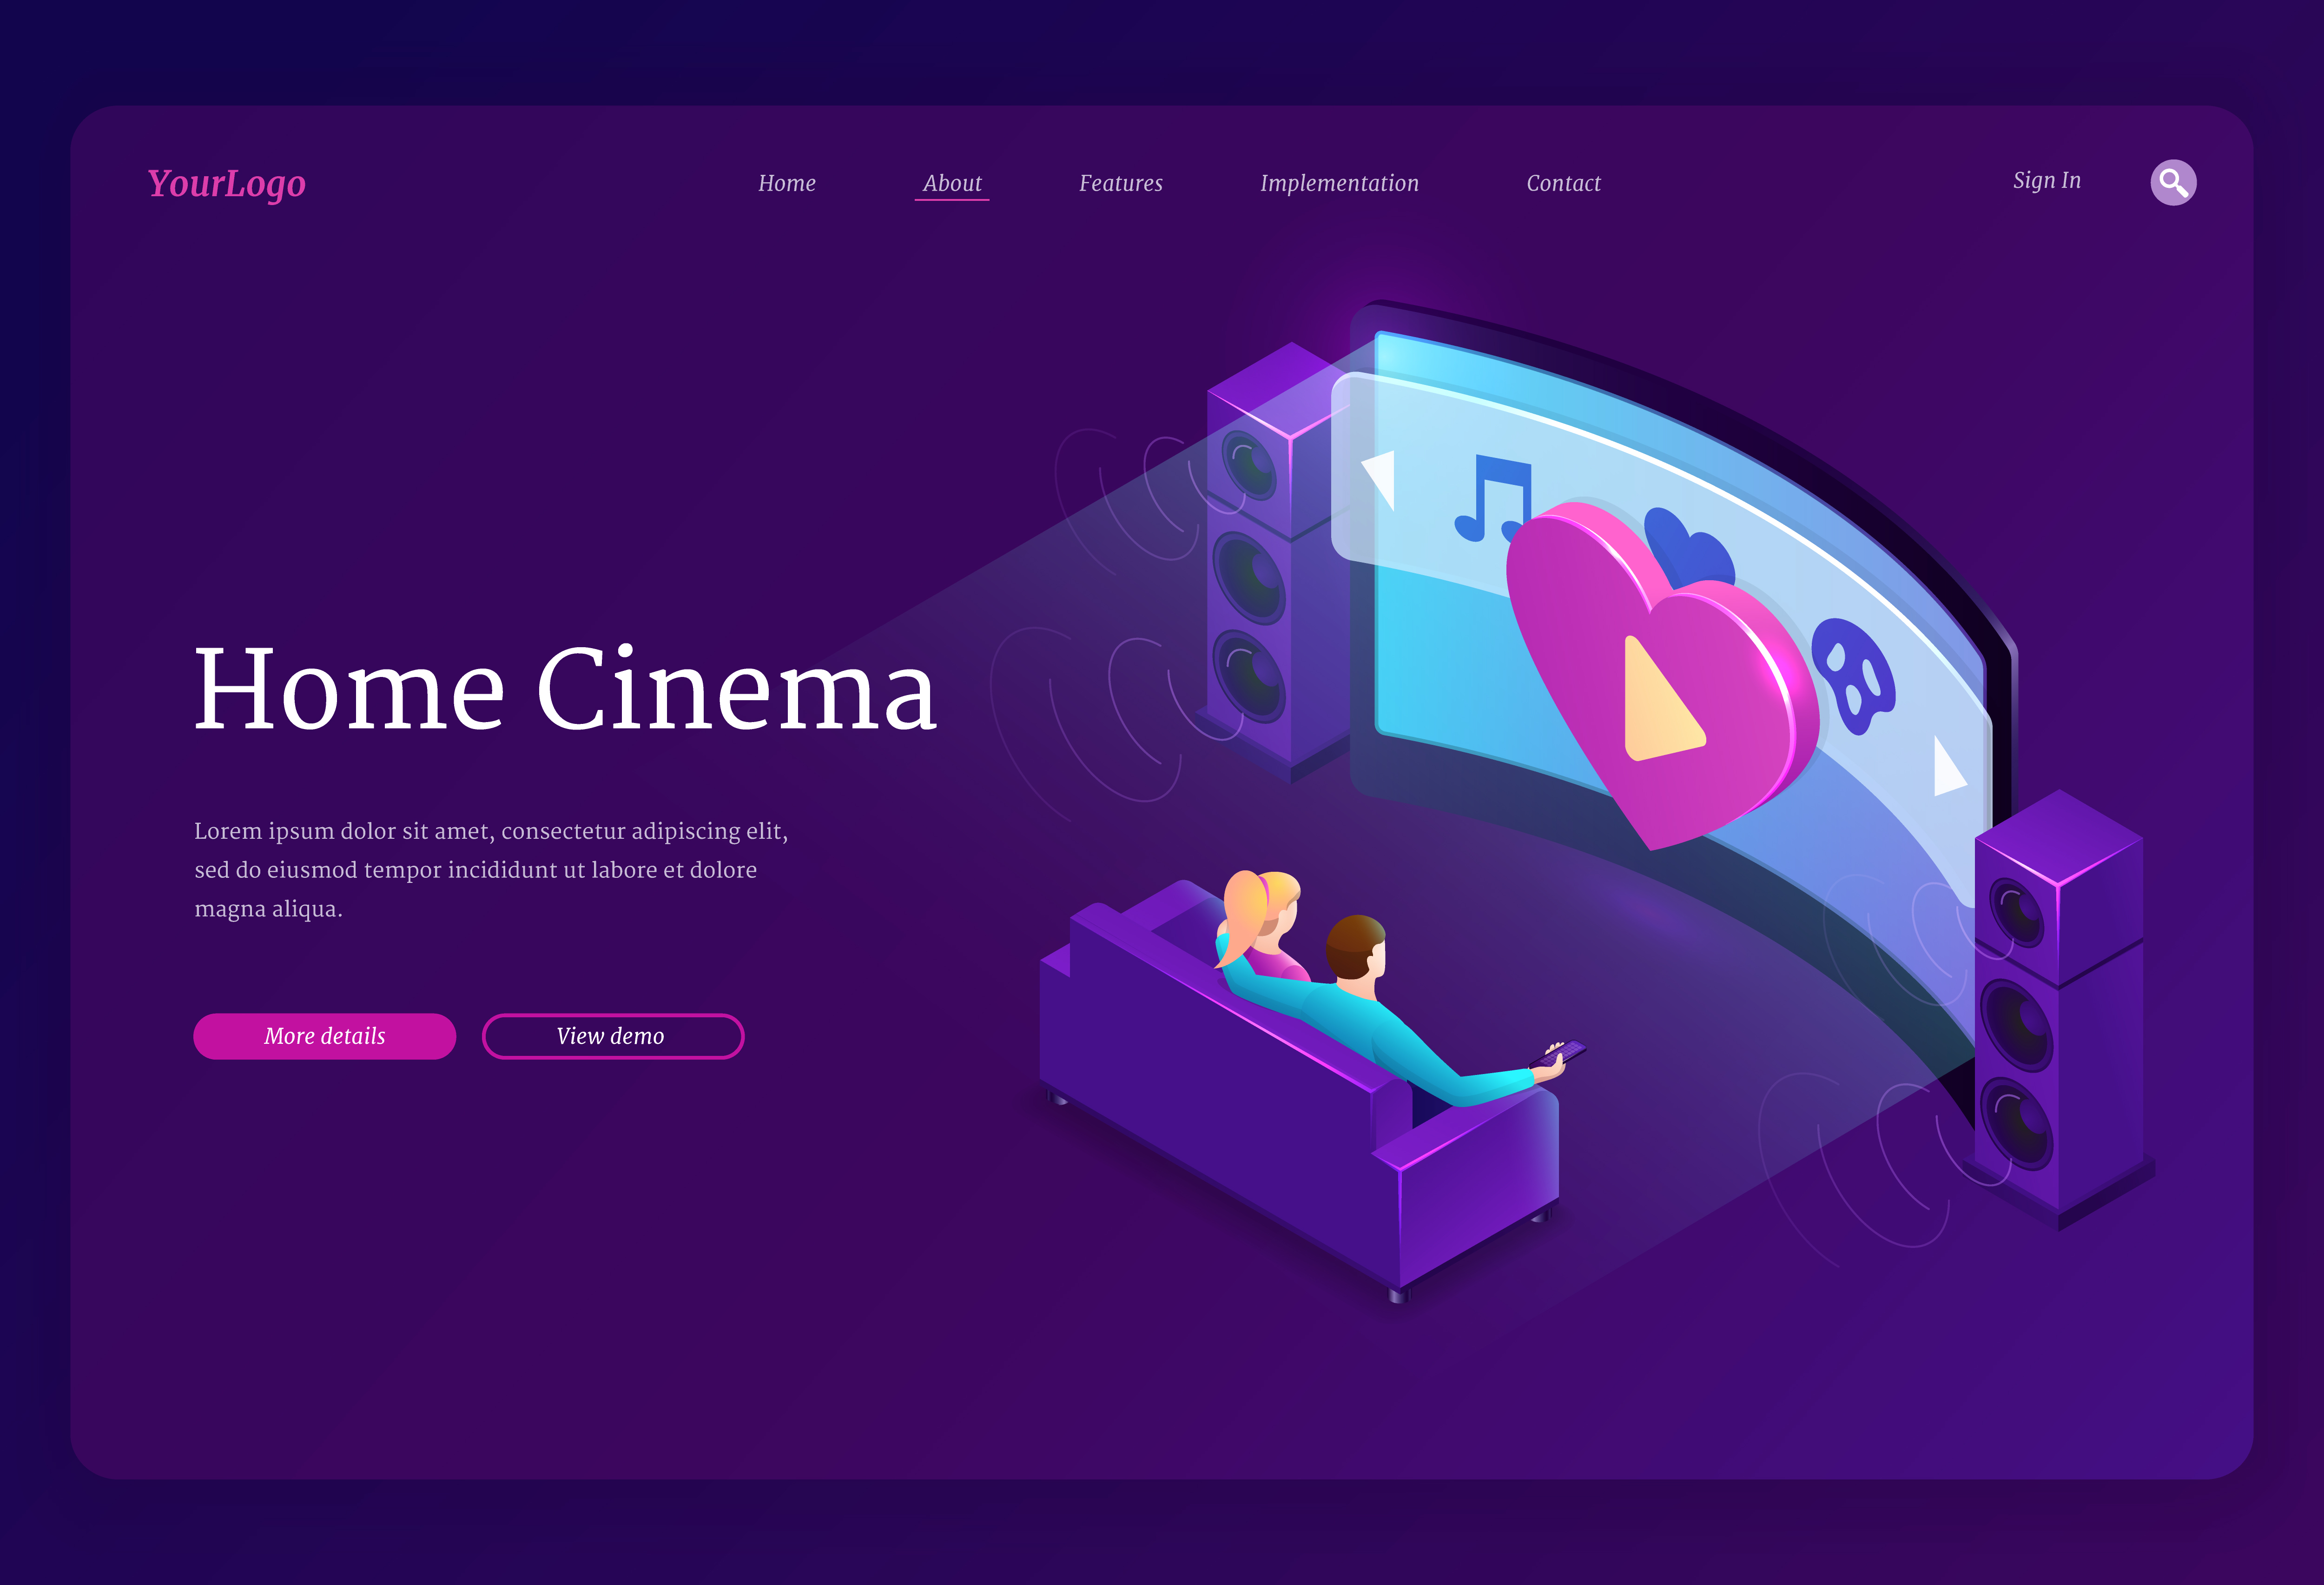 YourLogo
Home
About
Features
Implementation
Contact
Sign In
Home Cinema
Lorem ipsum dolor sit amet, consectetur adipiscing elit,
sed do eiusmod tempor incididunt ut labore et dolore
magna aliqua.
More details
View demo